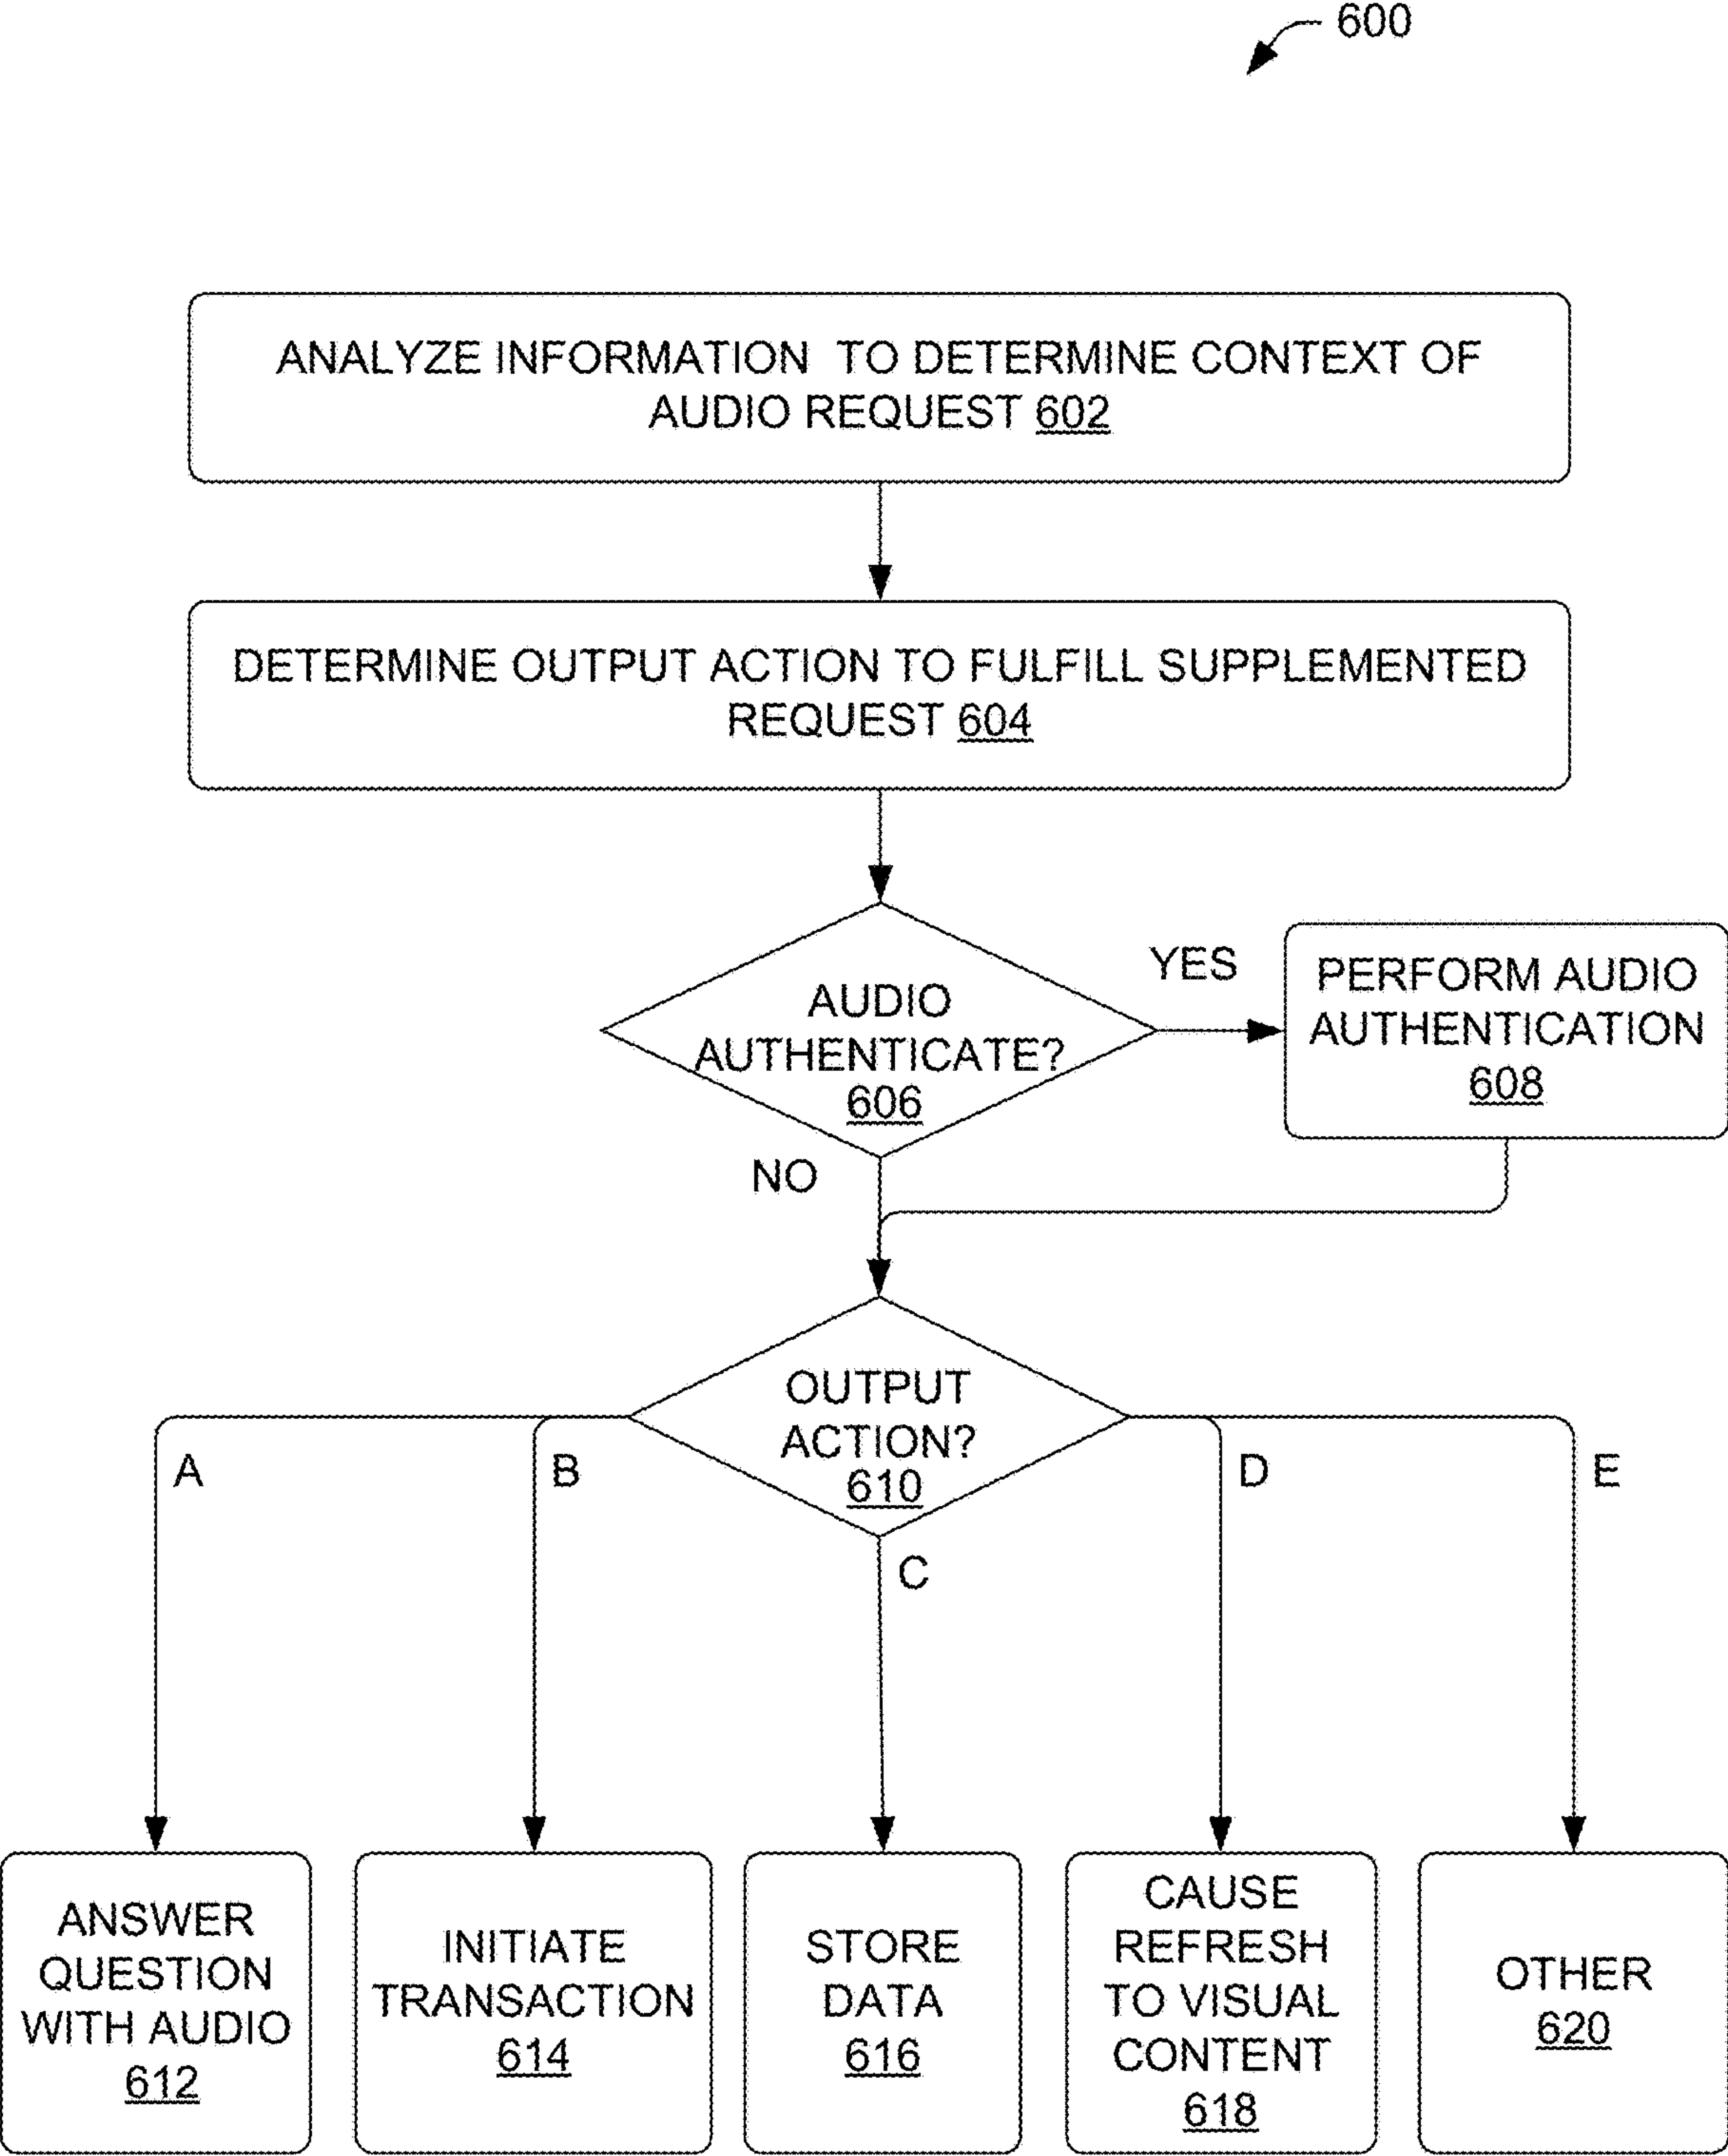 600
ANALYZE INFORMATION TO DETERMINE CONTEXT OF
AUDIO REQUEST 602
DETERMINE OUTPUT ACTION TO FULFILL SUPPLEMENTED
REQUEST 604
AUDIO
AUTHENTICATE?
606
YES
PERFORM AUDIO
AUTHENTICATION
608
NO
OUTPUT
ACTION?
610
A
B
C
D
E
ANSWER
QUESTION
WITH AUDIO
612
INITIATE
TRANSACTION
614
STORE
DATA
616
CAUSE
REFRESH
TO VISUAL
CONTENT
618
OTHER
620